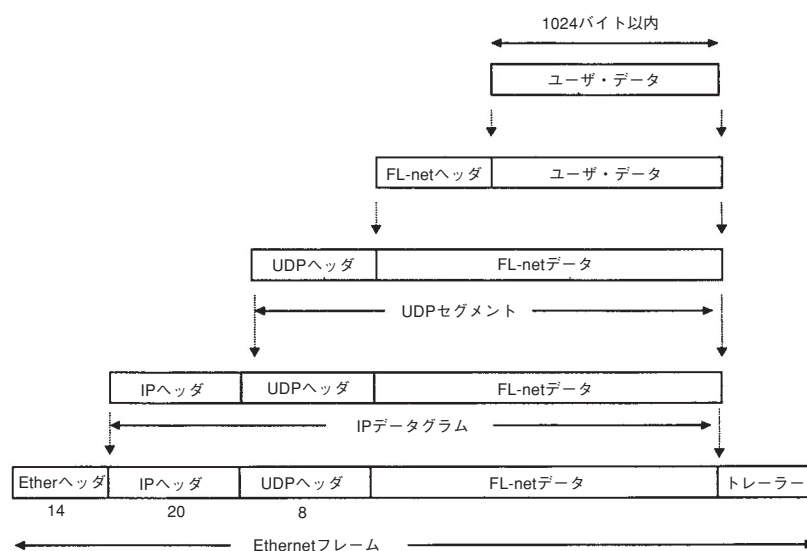 1024バイト以内
ユーザ・データ
FL-netヘッダ ユーザ・データ
UDPヘッダ FL-netデータ
UDPセグメント
IPヘッダ UDPヘッダ FL-netデータ
IPデータグラム
Etherヘッダ IPヘッダ UDPヘッダ FL-netデータ トレーラー
14 20 8
Ethernetフレーム